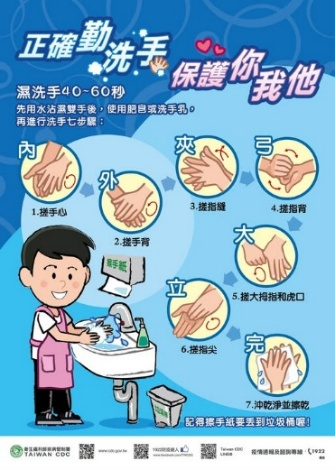 正確勤洗手
保護你我他
濕洗手40~60秒
先用水沾濕雙手後，使用肥皂或洗手乳，
再進行洗手七步驟：
內
1.搓手心
外
2.搓手背
夾
3.搓指縫
弓
4.搓指背
大
5.搓大拇指和虎口
立
6.搓指尖
完
7.沖乾淨並擦乾
擦手紙
記得擦手紙要丟到垃圾桶喔!
衛生福利部疾病管制署
TAIWAN CDC
www.cdc.gov.tw
Taiwan CDC
疫情通報及諮詢專線：1922